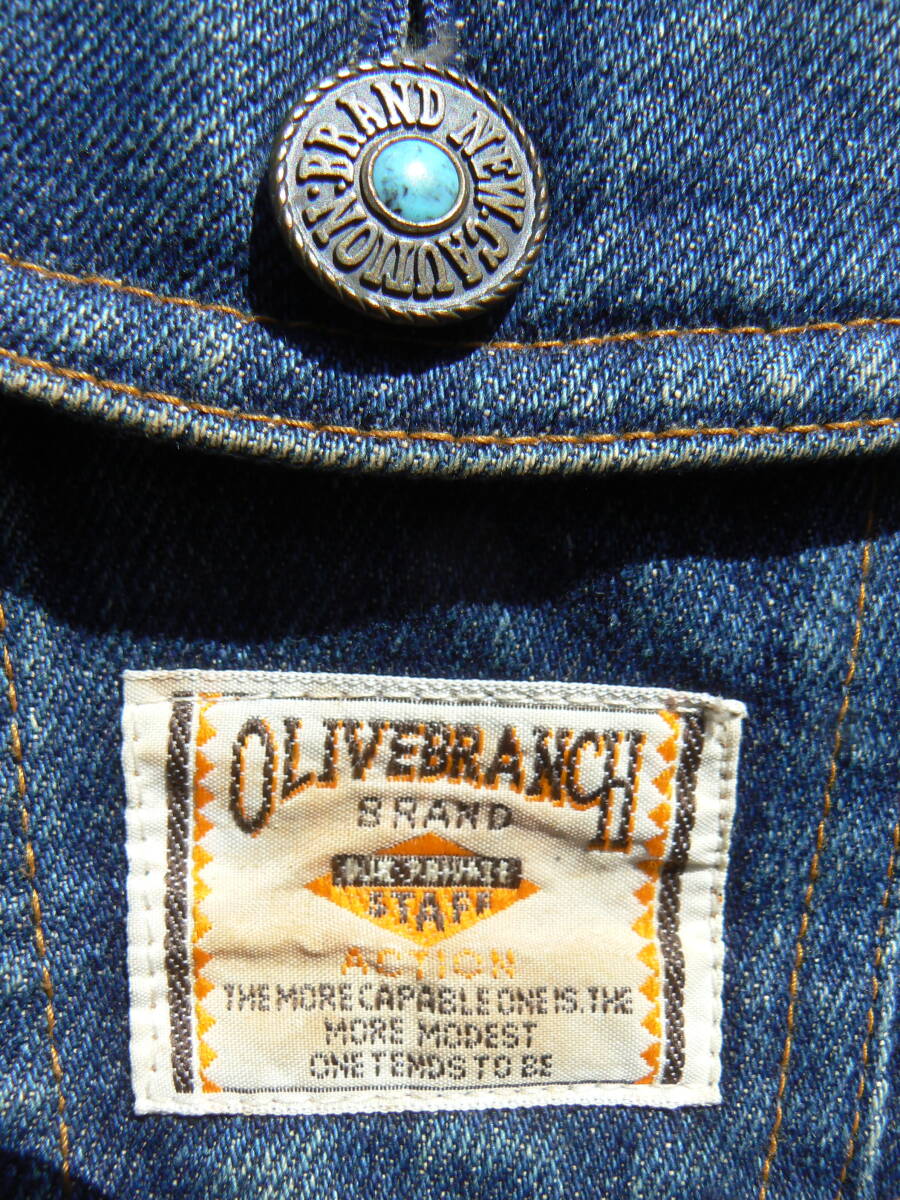 BRAND NEW.CAUTION:
OLIVEBRANCH
BRAND
PRIVATE
STAFF
ACTION
THE MORE CAPABLE ONE IS.THE
MORE MODEST
ONE TENDS TO BE